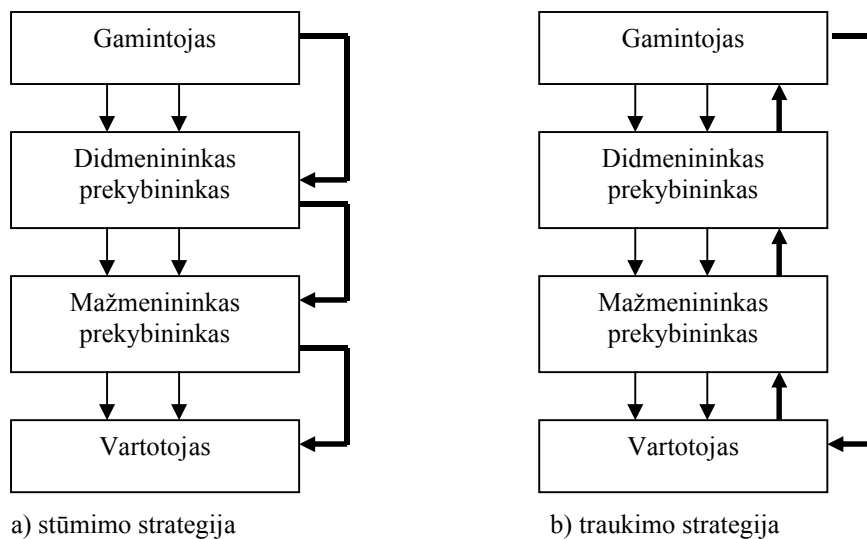 Gamintojas
Didmenininkas
prekybininkas
Mažmenininkas
prekybininkas
Vartotojas
a) stūmimo strategija
Gamintojas
Didmenininkas
prekybininkas
Mažmenininkas
prekybininkas
Vartotojas
b) traukimo strategija